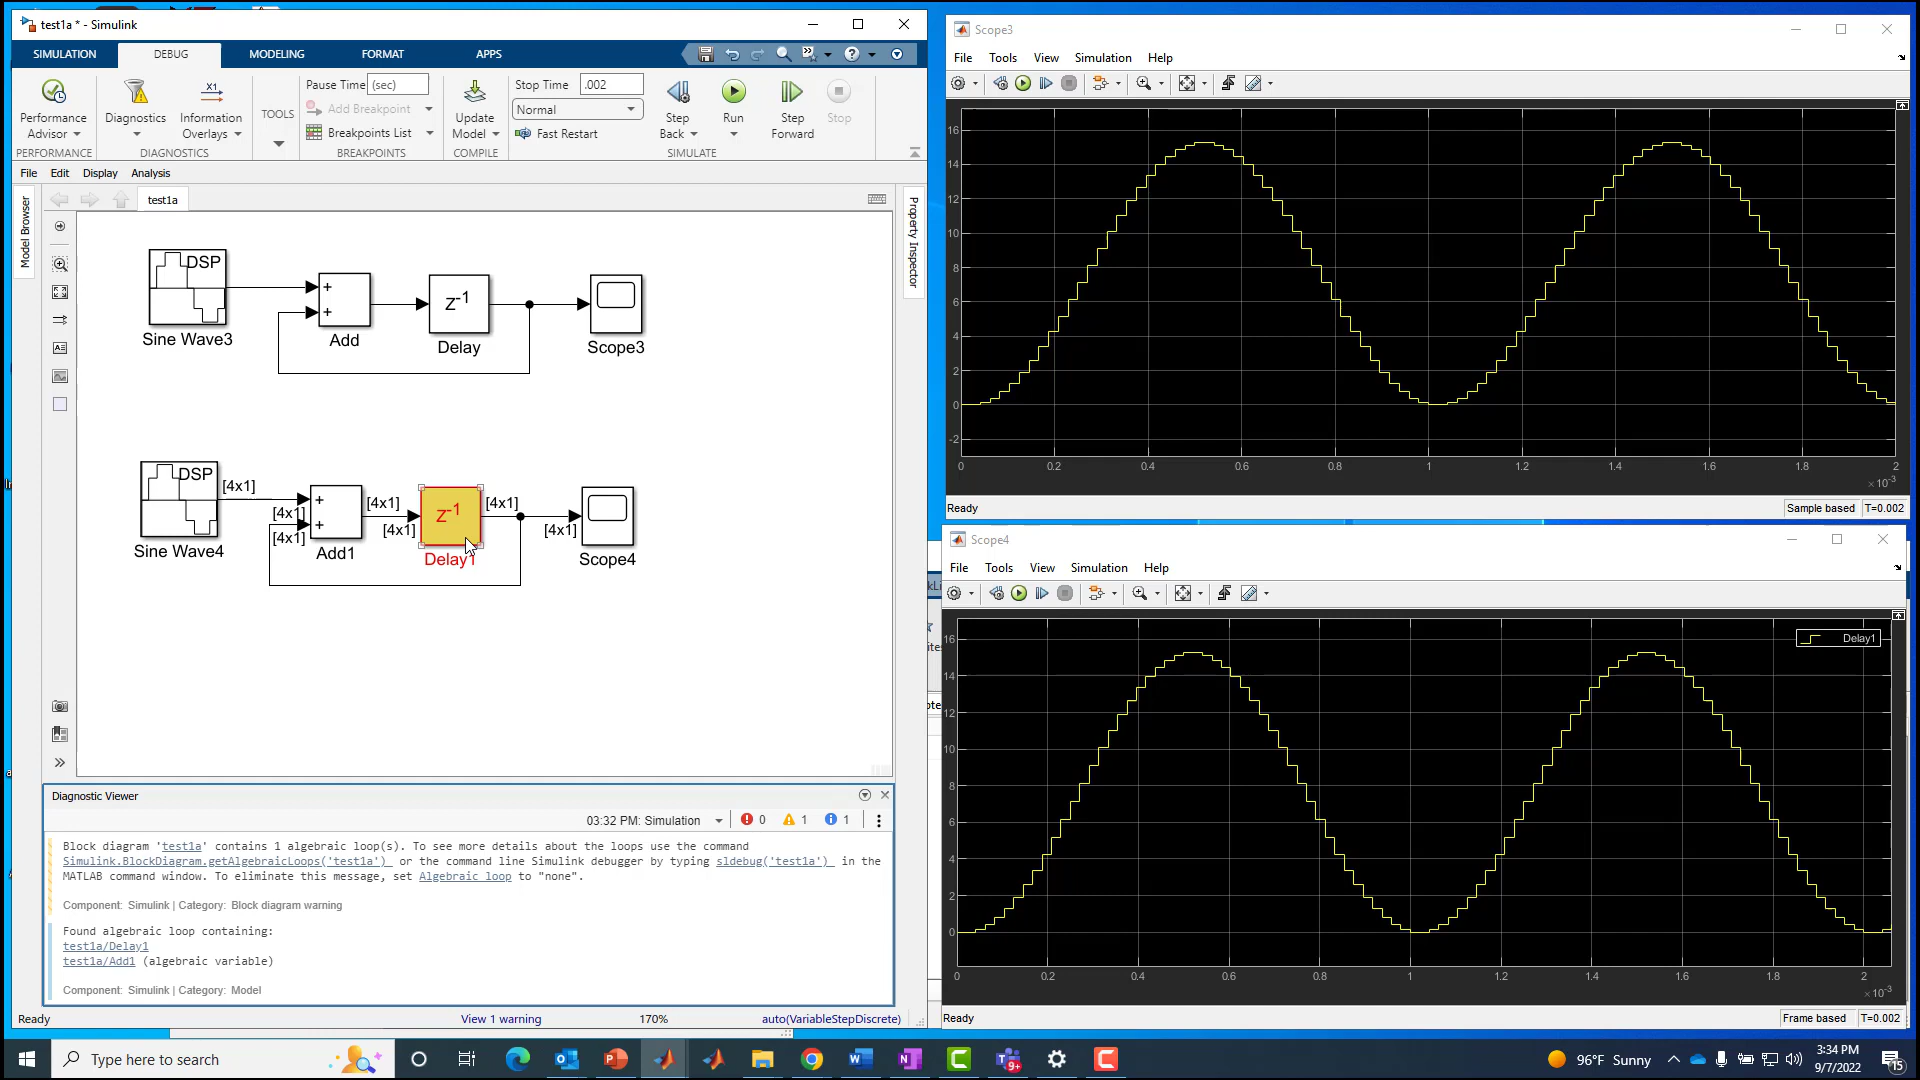 test1a * - Simulink
SIMULATION DEBUG MODELING FORMAT APPS
Performance Advisor
PERFORMANCE
Diagnostics
Information Overlays
DIAGNOSTICS
TOOLS
Pause Time (sec)
Add Breakpoint
Breakpoints List
BREAKPOINTS
Update Model
COMPILE
Stop Time .002
Normal
Fast Restart
Step Back
Run
Step Forward
Stop
SIMULATE
File Edit Display Analysis
Model Browser
test1a
Property Inspector
DSP
Sine Wave3
+
+
Add
Z-1
Delay
Scope3
DSP
Sine Wave4
[4x1]
[4x1]
[4x1]
+
+
Add1
[4x1]
[4x1]
Z-1
Delay1
[4x1]
[4x1]
Scope4
Diagnostic Viewer
03:32 PM: Simulation 0 1 1
Block diagram 'test1a' contains 1 algebraic loop(s). To see more details about the loops use the command
Simulink.BlockDiagram.getAlgebraicLoops('test1a') or the command line Simulink debugger by typing sldebug('test1a') in the
MATLAB command window. To eliminate this message, set Algebraic loop to "none".
Component: Simulink | Category: Block diagram warning
Found algebraic loop containing:
test1a/Delay1
test1a/Add1 (algebraic variable)
Component: Simulink | Category: Model
Ready View 1 warning 170% auto(VariableStepDiscrete)
Scope3
File Tools View Simulation Help
16
14
12
10
8
6
4
2
0
-2
0 0.2 0.4 0.6 0.8 1 1.2 1.4 1.6 1.8 2
×10-3
Ready Sample based T=0.002
Scope4
File Tools View Simulation Help
Delay1
16
14
12
10
8
6
4
2
0
0 0.2 0.4 0.6 0.8 1 1.2 1.4 1.6 1.8 2
×10-3
Ready Frame based T=0.002
Type here to search
9+
96°F Sunny
3:34 PM
9/7/2022
15